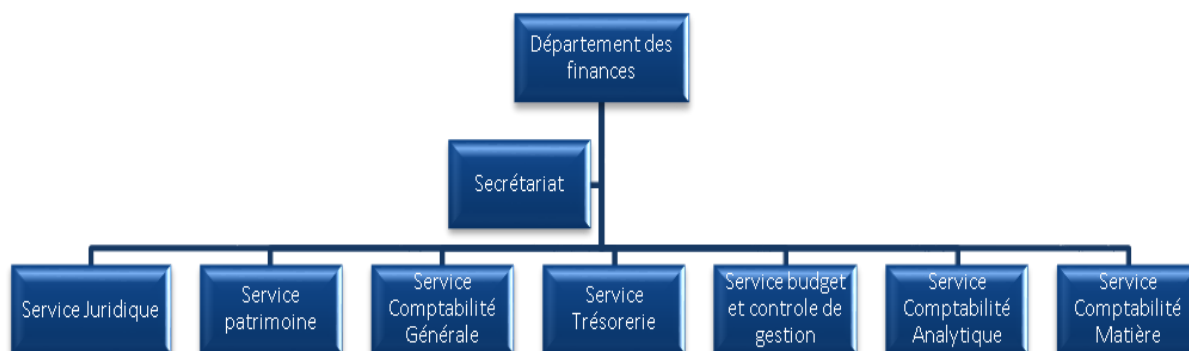 Département des
finances
Secrétariat
Service Juridique
Service
patrimoine
Service
Comptabilité
Générale
Service
Trésorerie
Service budget
et controle de
gestion
Service
Comptabilité
Analytique
Service
Comptabilité
Matière